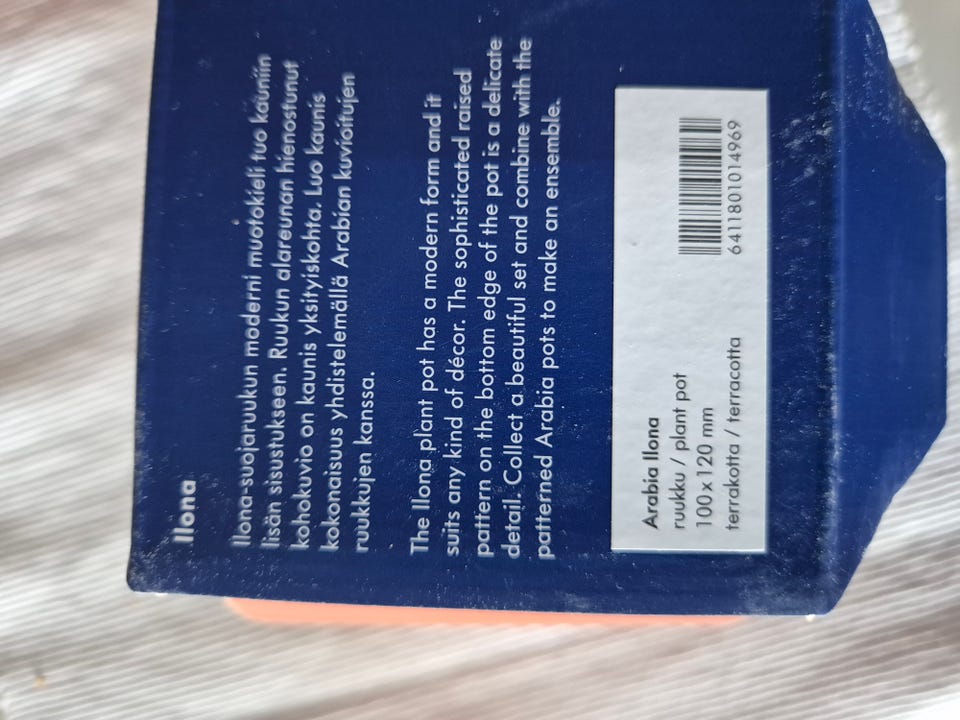 Ilona
Ilona-suojaruukun moderni muotokieli tuo kauniin
lisän sisustukseen. Ruukun alareunan hienostunut
kohokuvio on kaunis yksityiskohta. Luo kaunis
kokonaisuus yhdistelemällä Arabian kuvioitujen
ruukkujen kanssa.
The Ilona plant pot has a modern form and it
suits any kind of décor. The sophisticated raised
pattern on the bottom edge of the pot is a delicate
detail. Collect a beautiful set and combine with the
patterned Arabia pots to make an ensemble.
Arabia Ilona
ruukku / plant pot
100 x 120 mm
terrakotta / terracotta
6411801014969